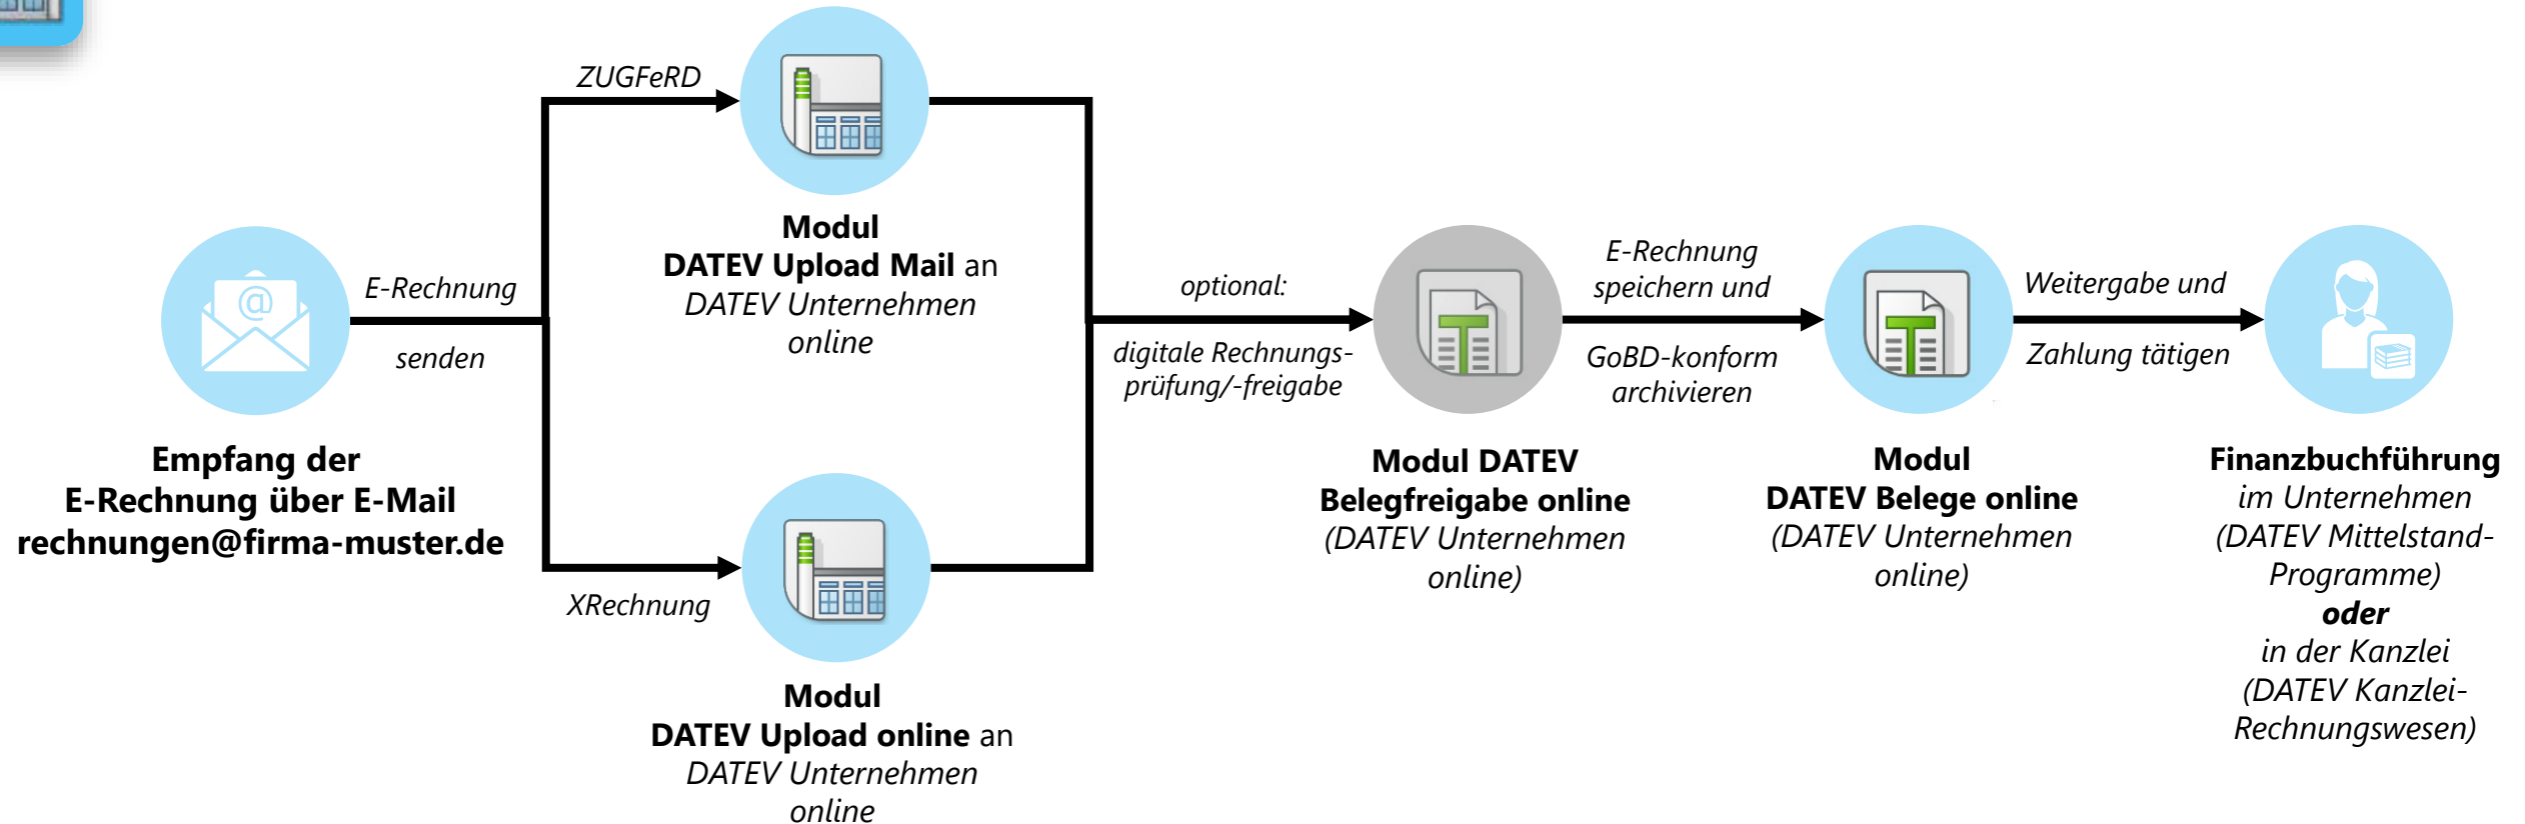 Empfang der
E-Rechnung über E-Mail
rechnungen@firma-muster.de
@
E-Rechnung
senden
ZUGFeRD
Modul
DATEV Upload Mail an
DATEV Unternehmen
online
XRechnung
Modul
DATEV Upload online an
DATEV Unternehmen
online
optional:
digitale Rechnungs-
prüfung/-freigabe
Modul DATEV
Belegfreigabe online
(DATEV Unternehmen
online)
E-Rechnung
speichern und
GoBD-konform
archivieren
Modul
DATEV Belege online
(DATEV Unternehmen
online)
Weitergabe und
Zahlung tätigen
Finanzbuchführung
im Unternehmen
(DATEV Mittelstand-
Programme)
oder
in der Kanzlei
(DATEV Kanzlei-
Rechnungswesen)